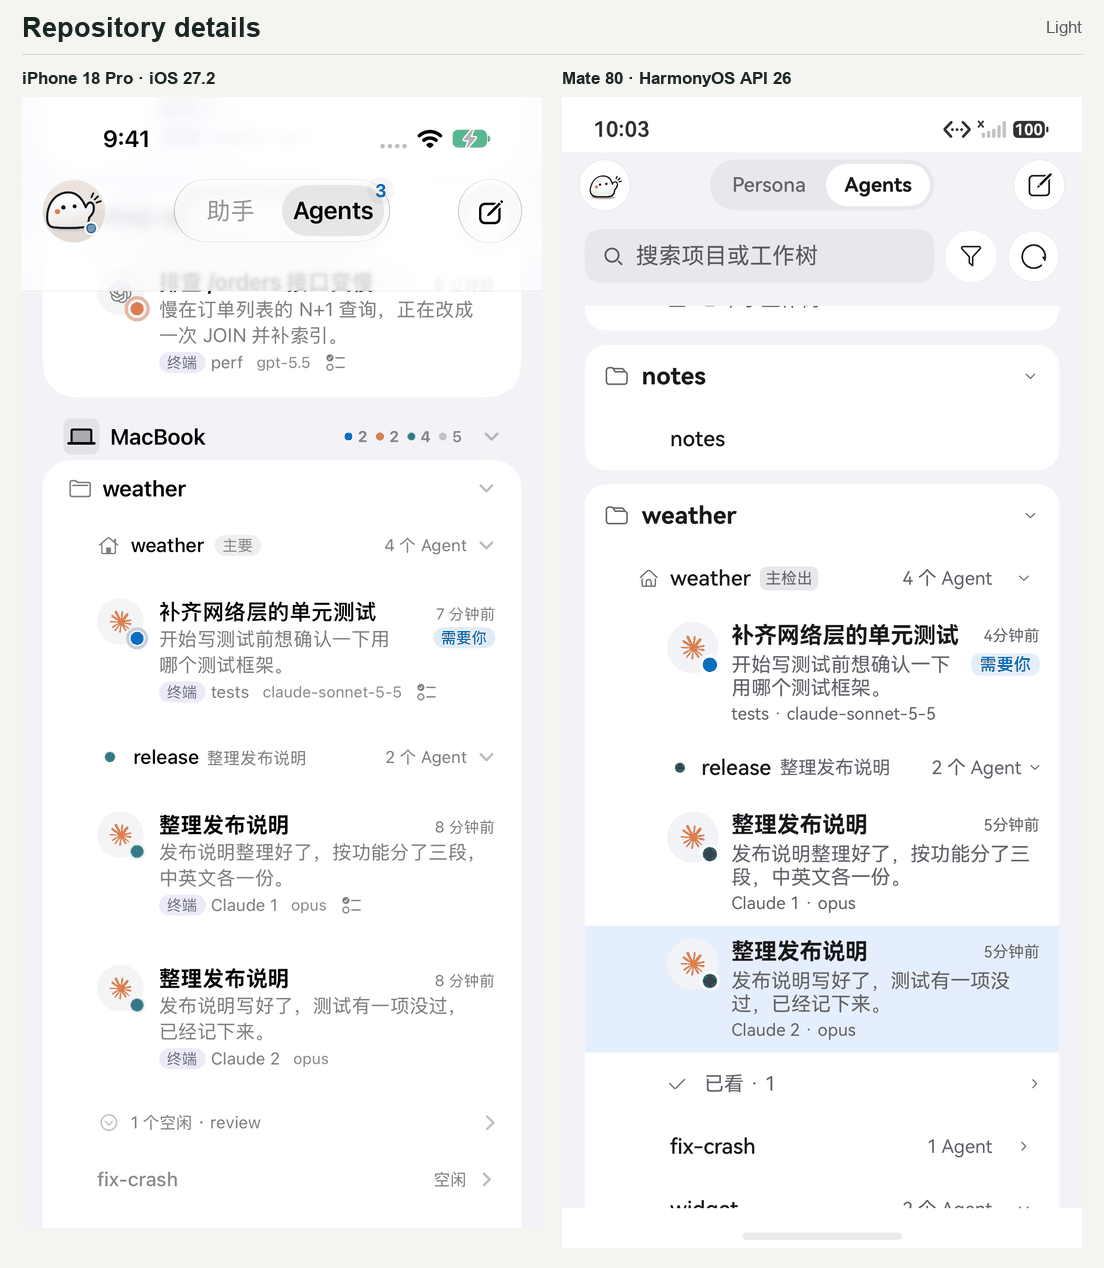 Repository details
Light
iPhone 18 Pro · iOS 27.2
9:41
助手
Agents
3
排查 /orders 接口变慢
6 分钟前
慢在订单列表的 N+1 查询，正在改成
一次 JOIN 并补索引。
终端 perf gpt-5.5
MacBook
2 2 4 5
weather
weather 主要 4 个 Agent
补齐网络层的单元测试 7 分钟前
开始写测试前想确认一下用 需要你
哪个测试框架。
终端 tests claude-sonnet-5-5
release 整理发布说明 2 个 Agent
整理发布说明 8 分钟前
发布说明整理好了，按功能分了三段，
中英文各一份。
终端 Claude 1 opus
整理发布说明 8 分钟前
发布说明写好了，测试有一项没过，
已经记下来。
终端 Claude 2 opus
1 个空闲 · review
fix-crash 空闲
Mate 80 · HarmonyOS API 26
10:03
100
Persona Agents
搜索项目或工作树
notes
notes
weather
weather 主检出 4 个 Agent
补齐网络层的单元测试 4分钟前
开始写测试前想确认一下 需要你
用哪个测试框架。
tests · claude-sonnet-5-5
release 整理发布说明 2 个 Agent
整理发布说明 5分钟前
发布说明整理好了，按功能分了三
段，中英文各一份。
Claude 1 · opus
整理发布说明 5分钟前
发布说明写好了，测试有一项没
过，已经记下来。
Claude 2 · opus
已看 · 1
fix-crash 1 Agent
widget 2 个 Agent